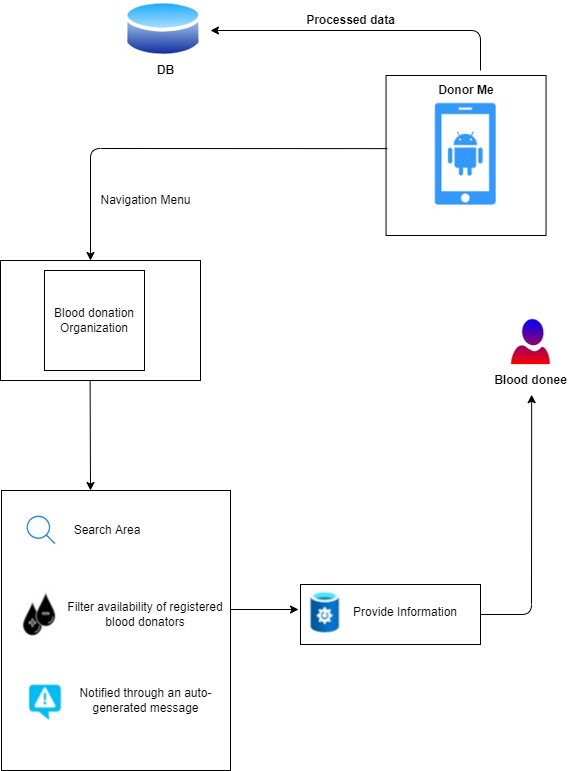 Processed data
DB
Donor Me
Navigation Menu
Blood donation
Organization
Blood donee
Search Area
Filter availability of registered
blood donators
Provide Information
Notified through an auto-
generated message